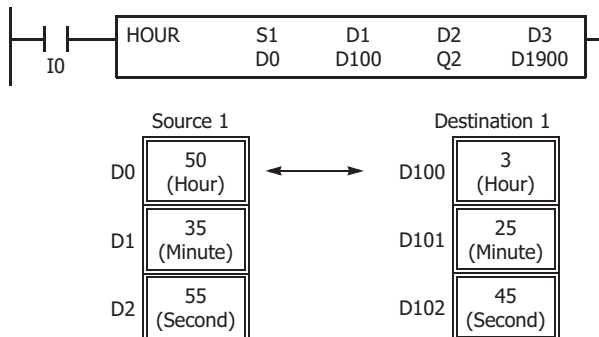 HOUR S1 D1 D2 D3
D0 D100 Q2 D1900
I0
Source 1 Destination 1
D0 50 (Hour) D100 3 (Hour)
D1 35 (Minute) D101 25 (Minute)
D2 55 (Second) D102 45 (Second)